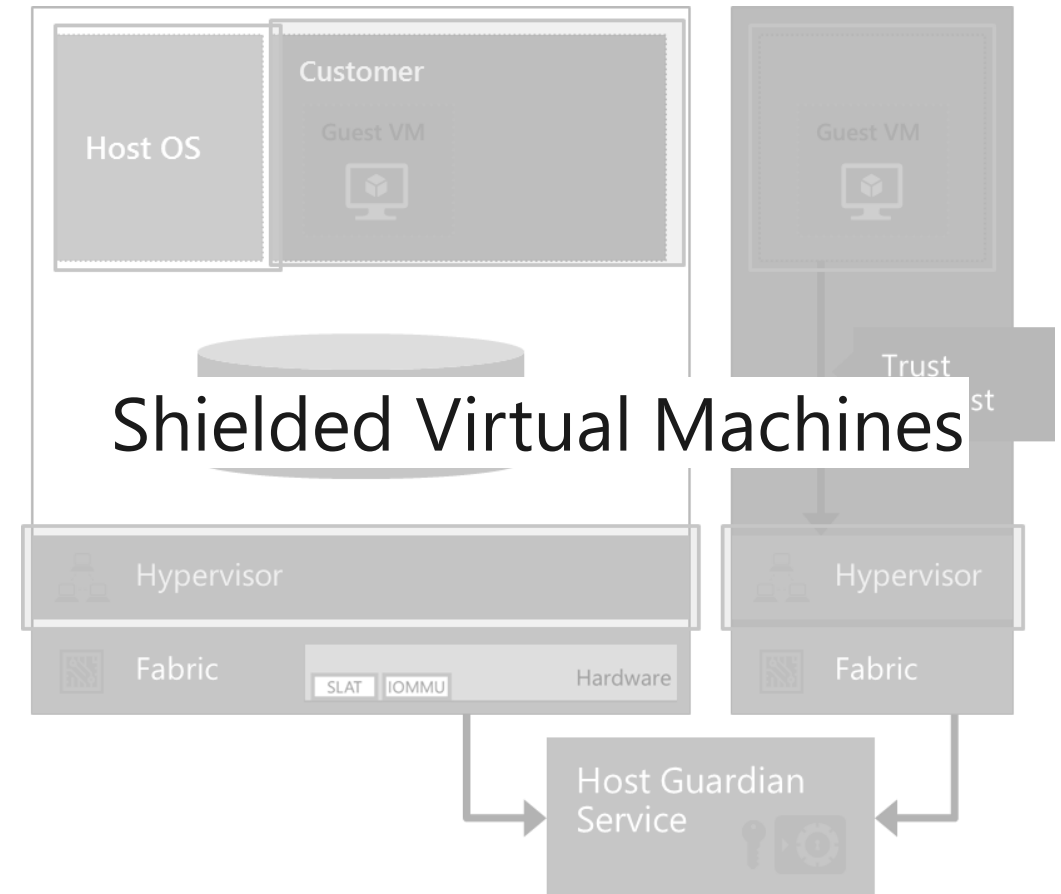 Customer
Guest VM
Host OS
Guest VM
Trust
st
Shielded Virtual Machines
Hypervisor
Hypervisor
Fabric
SLAT
IOMMU
Hardware
Fabric
Host Guardian
Service